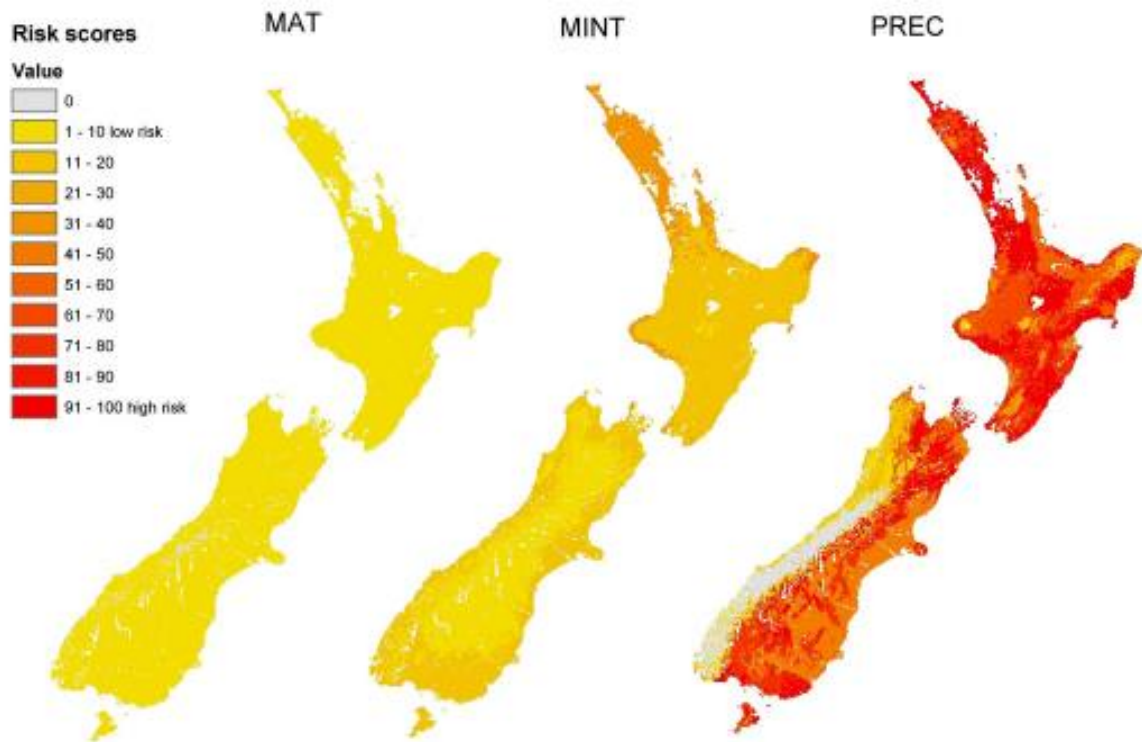 MAT
MINT
PREC
Risk scores
Value
0
1 - 10 low risk
11 - 20
21 - 30
31 - 40
41 - 50
51 - 60
61 - 70
71 - 80
81 - 90
91 - 100 high risk